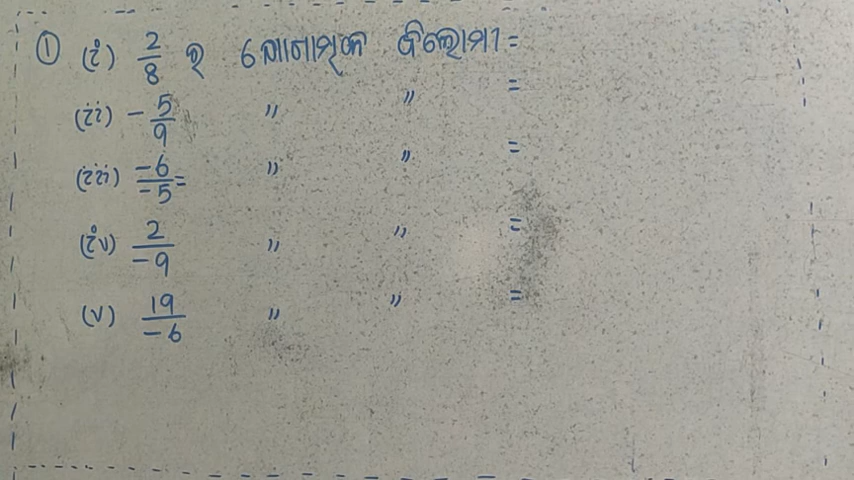 ① (i) 2/8 ର ଯୋଗାତ୍ମକ ବିଲୋମୀ =
(ii) - 5/9 " " =
(iii) -6/-5 = " " =
(iv) 2/-9 " " =
(v) 19/-6 " " =